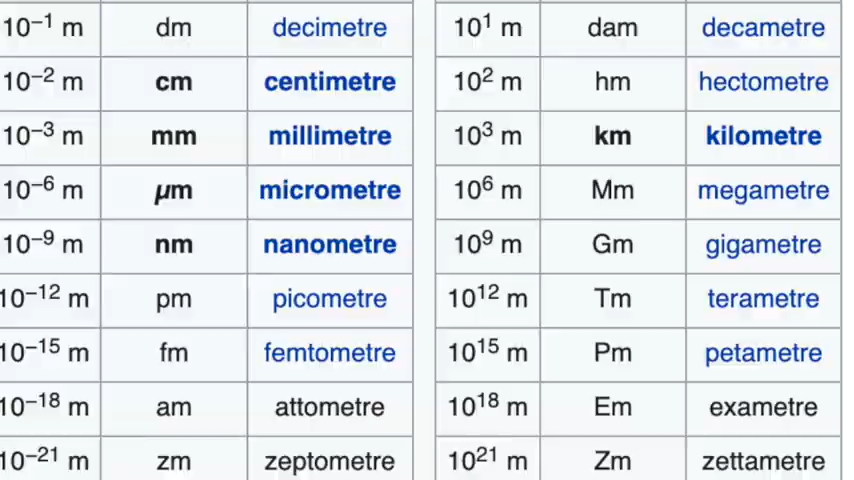 10⁻¹ m dm decimetre 10¹ m dam decametre
10⁻² m cm centimetre 10² m hm hectometre
10⁻³ m mm millimetre 10³ m km kilometre
10⁻⁶ m µm micrometre 10⁶ m Mm megametre
10⁻⁹ m nm nanometre 10⁹ m Gm gigametre
10⁻¹² m pm picometre 10¹² m Tm terametre
10⁻¹⁵ m fm femtometre 10¹⁵ m Pm petametre
10⁻¹⁸ m am attometre 10¹⁸ m Em exametre
10⁻²¹ m zm zeptometre 10²¹ m Zm zettametre